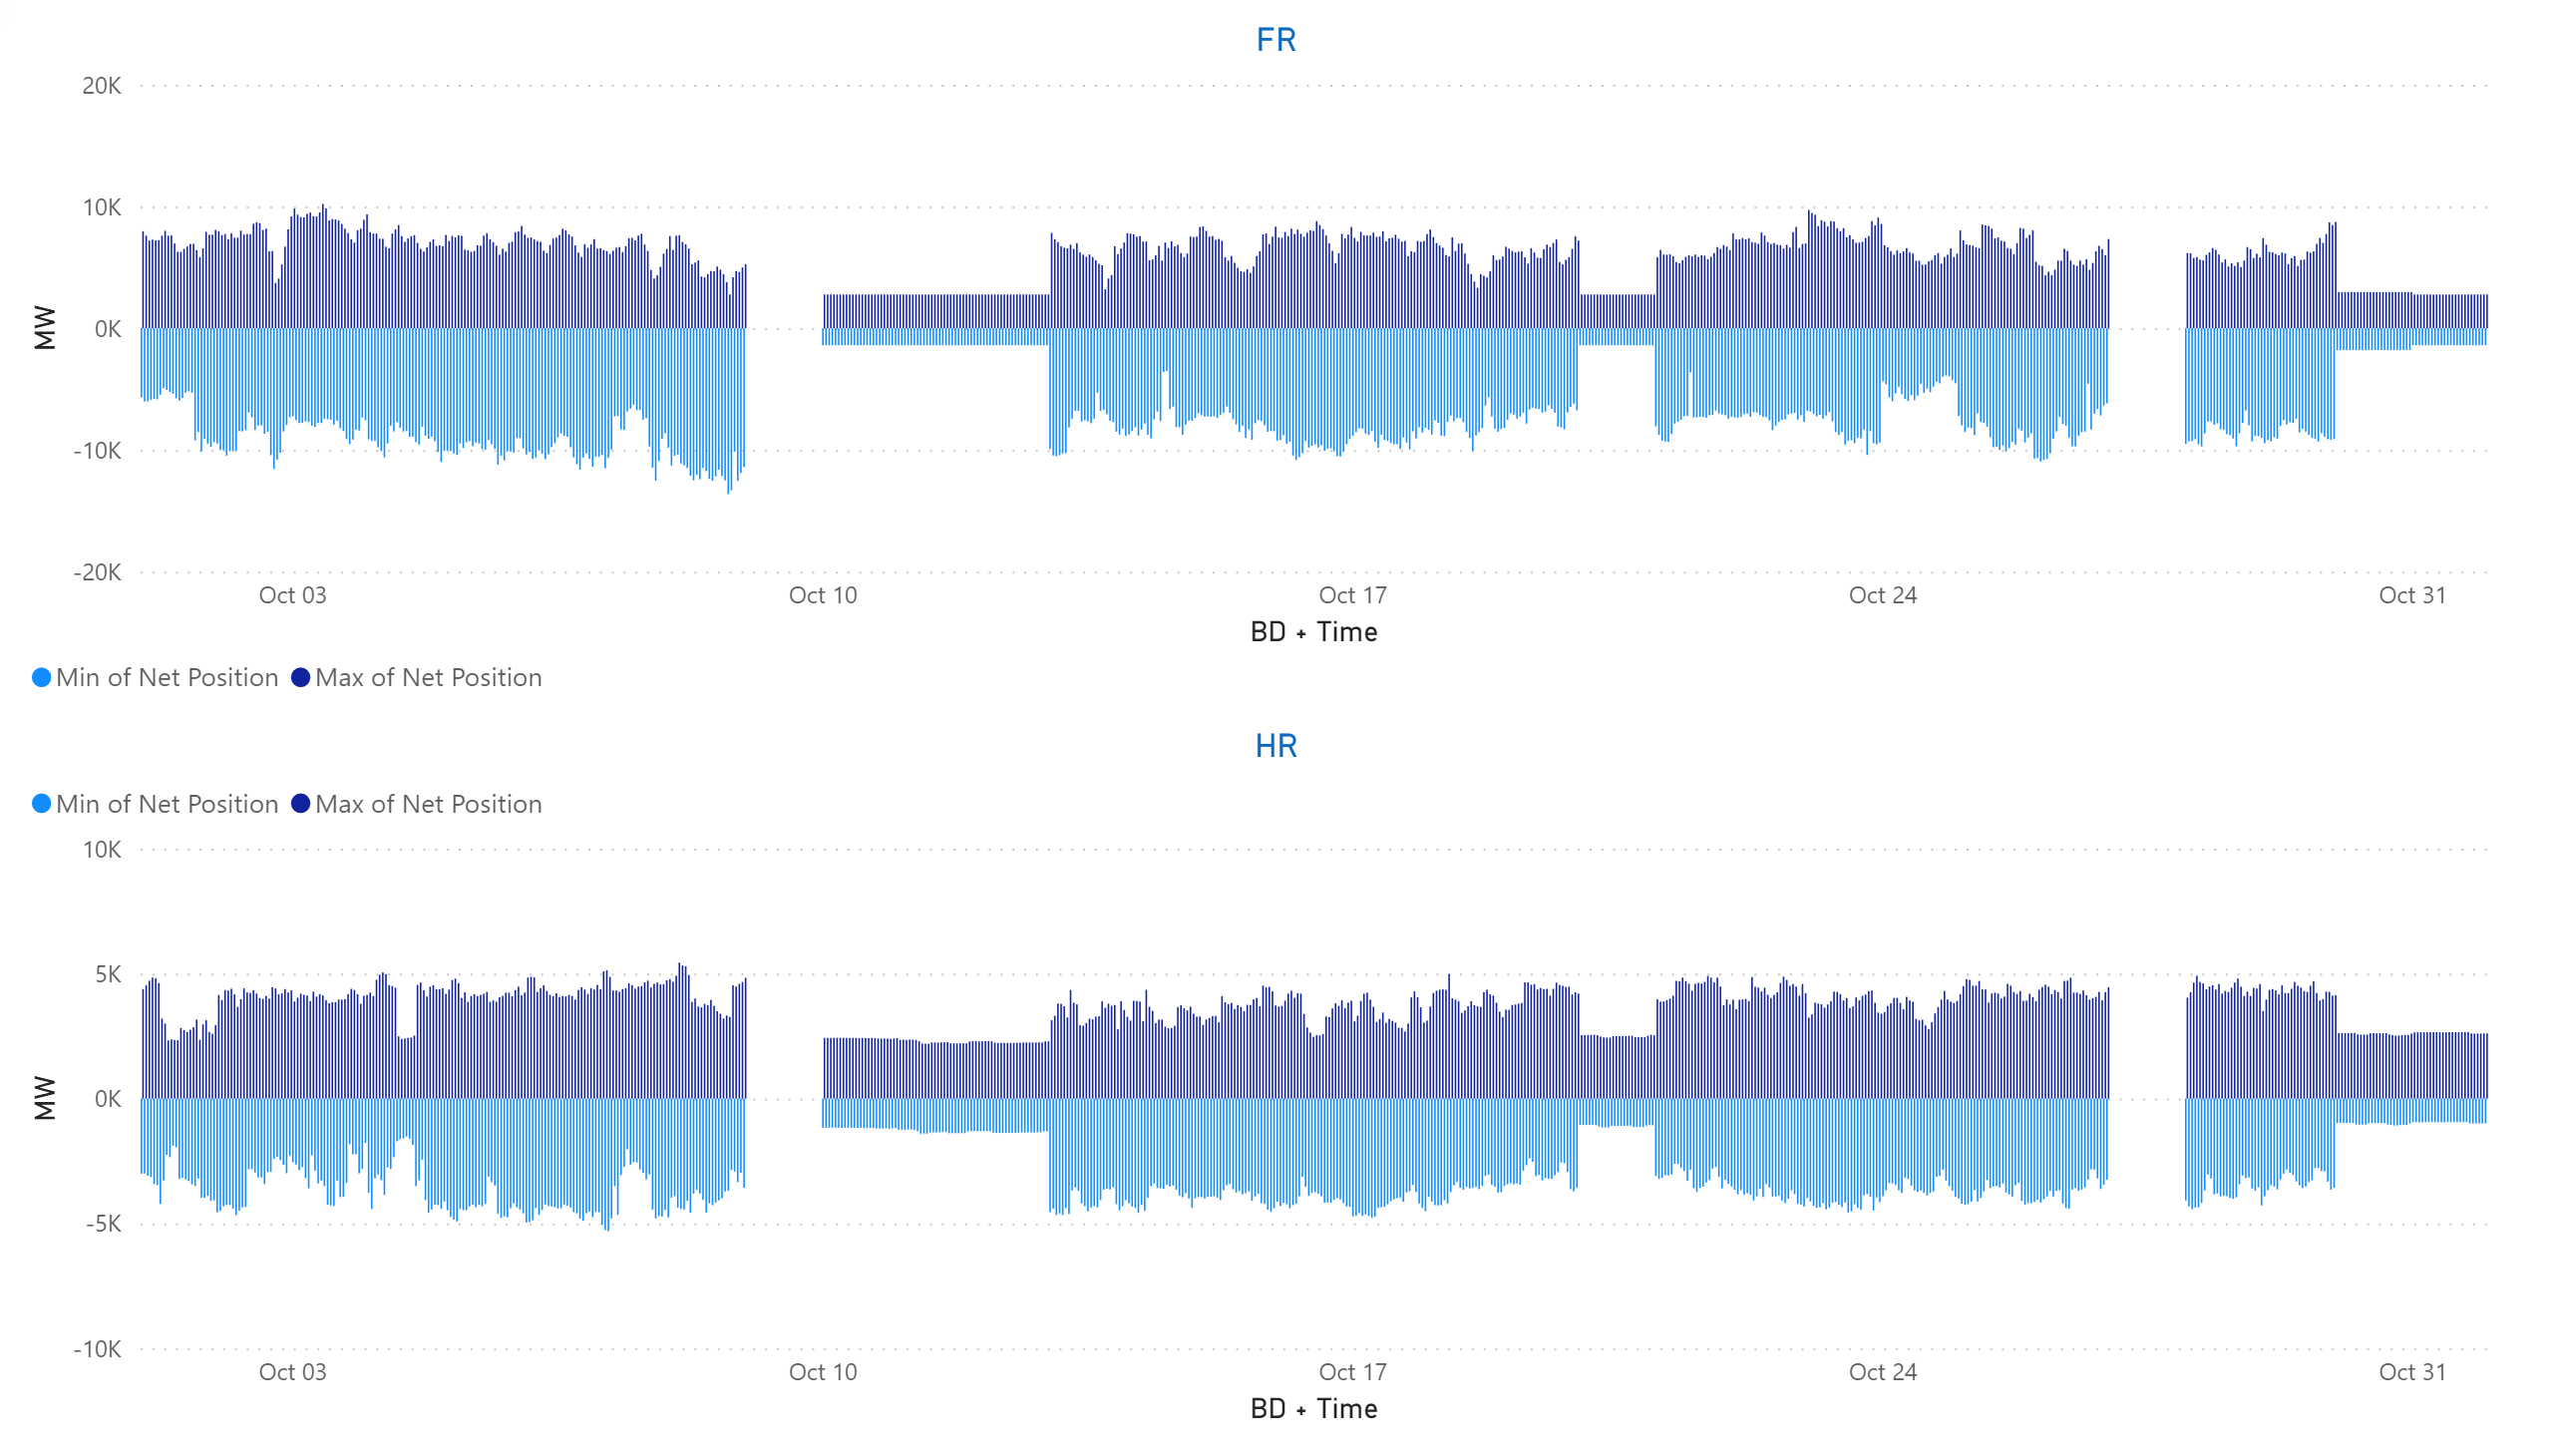 FR
20K
10K
0K
-10K
-20K
MW
Oct 03 Oct 10 Oct 17 Oct 24 Oct 31
BD + Time
Min of Net Position Max of Net Position
HR
Min of Net Position Max of Net Position
10K
5K
0K
-5K
-10K
MW
Oct 03 Oct 10 Oct 17 Oct 24 Oct 31
BD + Time